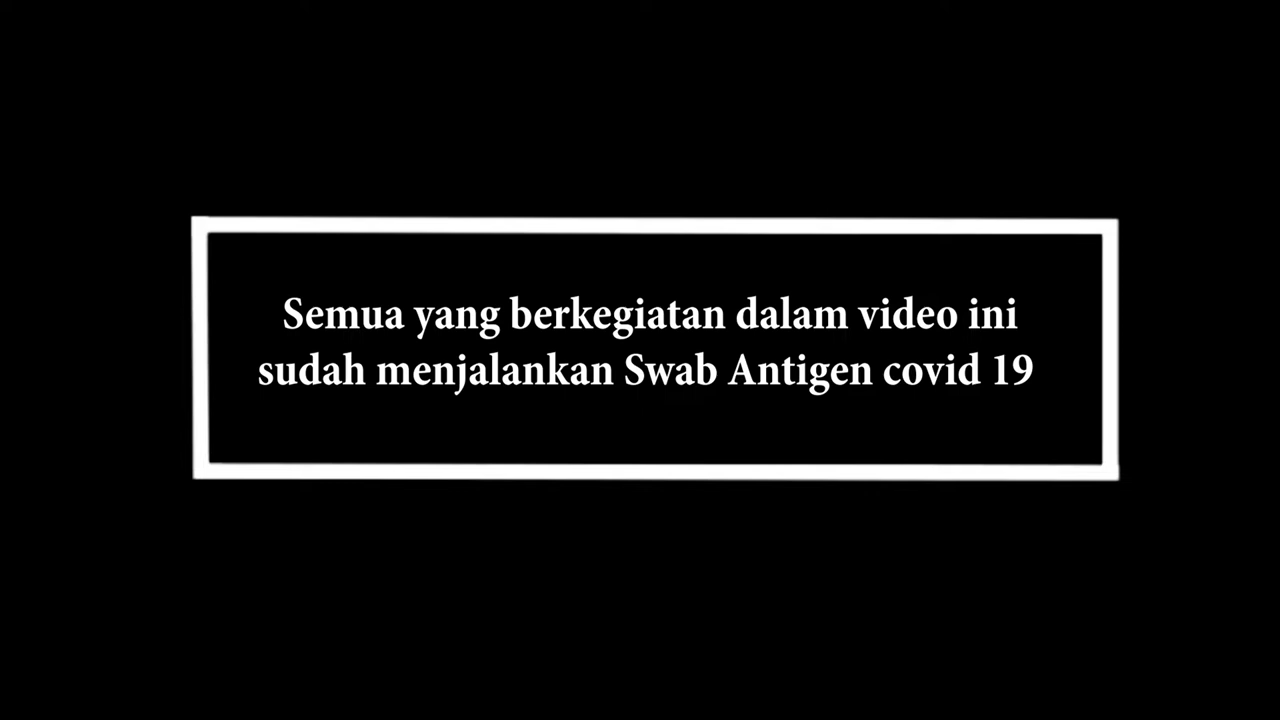 Semua yang berkegiatan dalam video ini
sudah menjalankan Swab Antigen covid 19